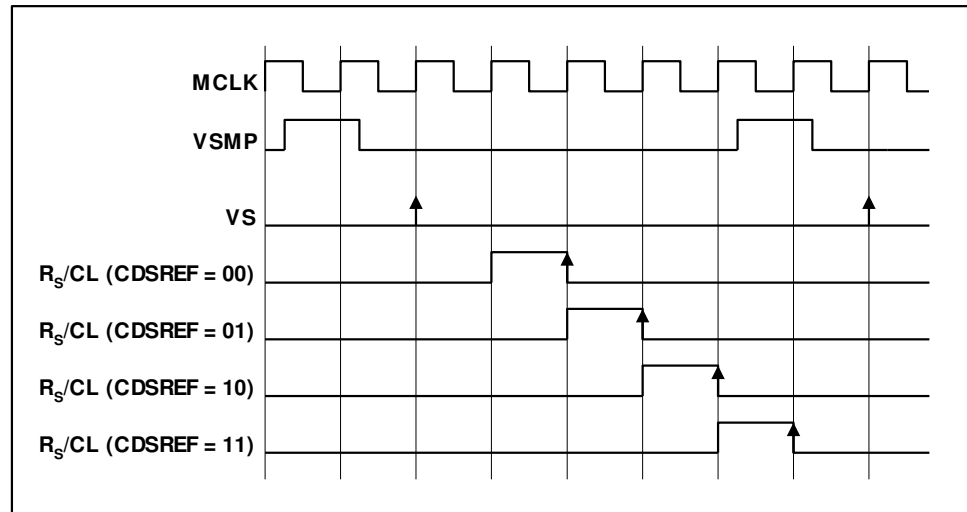 MCLK
VSMP
VS
RS/CL (CDSREF = 00)
RS/CL (CDSREF = 01)
RS/CL (CDSREF = 10)
RS/CL (CDSREF = 11)